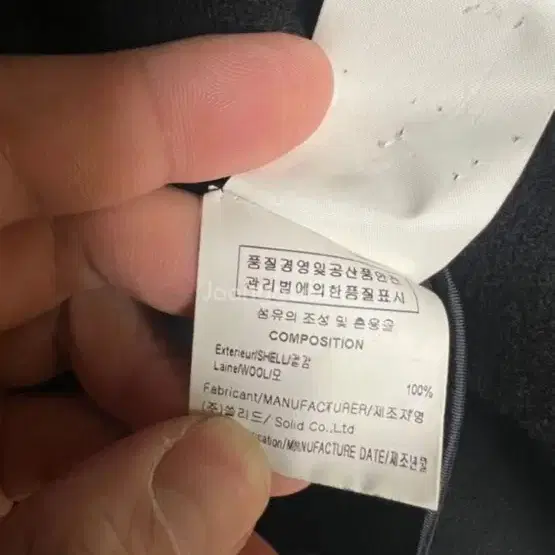 품질경영및공산품안전
관리법에의한품질표시
섬유의 조성 및 혼용율
COMPOSITION
Exterieur/SHELL/겉감
Laine/WOOL/모 100%
Fabricant/MANUFACTURER/제조자명
(주)쏠리드/ Solid Co.,Ltd
/MANUFACTURE DATE/제조년월